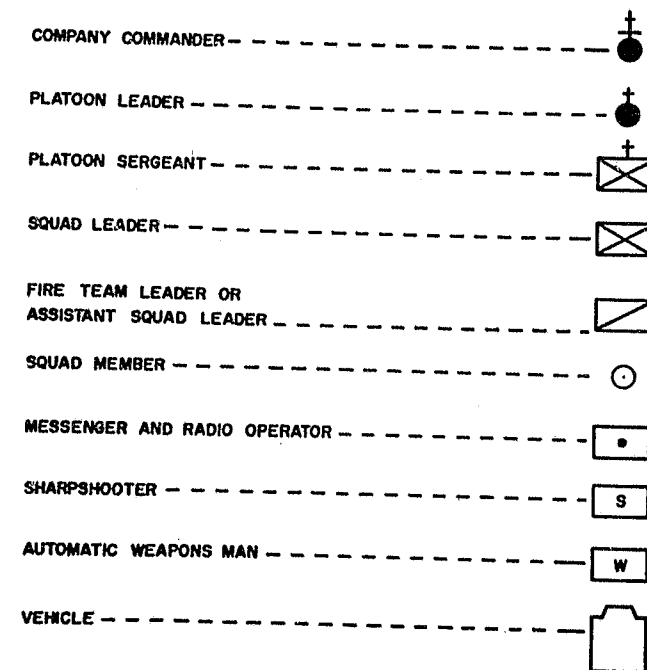 COMPANY COMMANDER
PLATOON LEADER
PLATOON SERGEANT
SQUAD LEADER
FIRE TEAM LEADER OR
ASSISTANT SQUAD LEADER
SQUAD MEMBER
MESSENGER AND RADIO OPERATOR
SHARPSHOOTER
S
AUTOMATIC WEAPONS MAN
W
VEHICLE